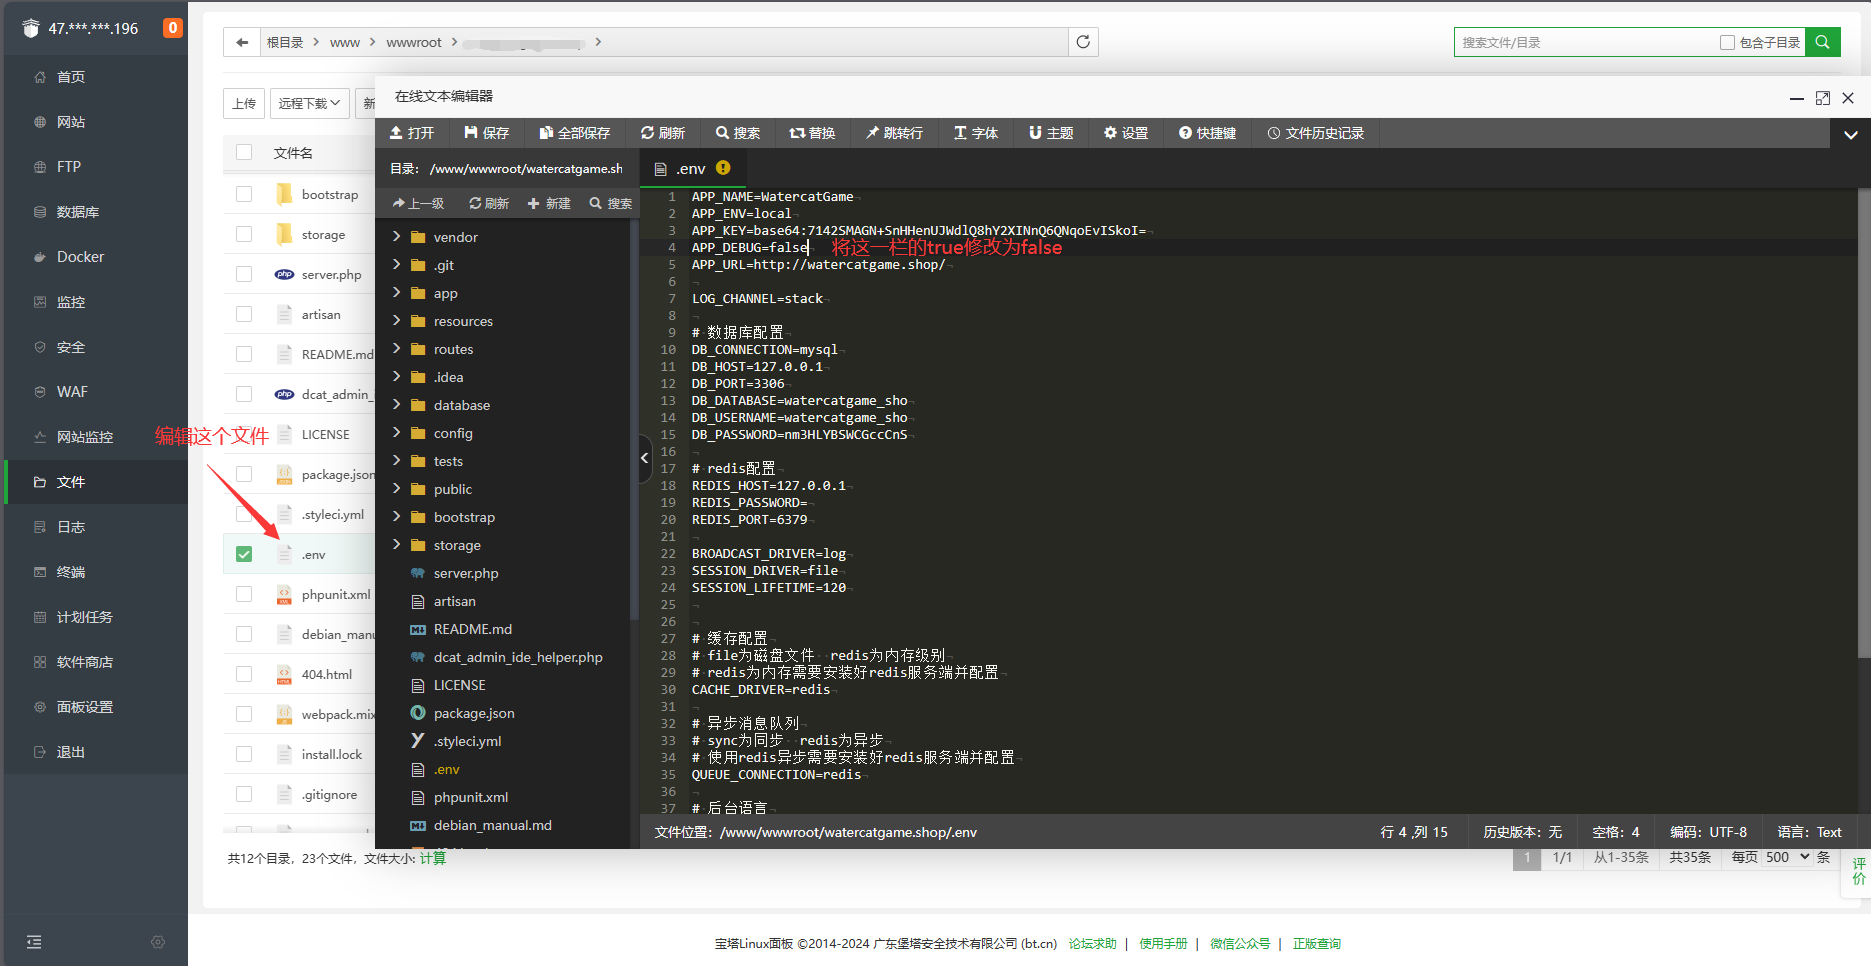 47.***.***.196
0
首页
网站
FTP
数据库
Docker
监控
安全
WAF
网站监控
文件
日志
终端
计划任务
软件商店
面板设置
退出
根目录 > www > wwwroot > >
搜索文件/目录
包含子目录
上传
远程下载
新
文件名
bootstrap
storage
server.php
artisan
README.md
dcat_admin_i
LICENSE
package.json
.styleci.yml
.env
phpunit.xml
debian_manu
404.html
webpack.mix
install.lock
.gitignore
编辑这个文件
共12个目录，23个文件，文件大小: 计算
在线文本编辑器
打开
保存
全部保存
刷新
搜索
替换
跳转行
字体
主题
设置
快捷键
文件历史记录
目录： /www/wwwroot/watercatgame.sh
上一级
刷新
新建
搜索
vendor
.git
app
resources
routes
.idea
database
config
tests
public
bootstrap
storage
server.php
artisan
README.md
dcat_admin_ide_helper.php
LICENSE
package.json
.styleci.yml
.env
phpunit.xml
debian_manual.md
.env
1 APP_NAME=WatercatGame
2 APP_ENV=local
3 APP_KEY=base64:7142SMAGN+SnHHenUJWdlQ8hY2XINnQ6QNqoEvISkoI=
4 APP_DEBUG=false 将这一栏的true修改为false
5 APP_URL=http://watercatgame.shop/
6
7 LOG_CHANNEL=stack
8
9 # 数据库配置
10 DB_CONNECTION=mysql
11 DB_HOST=127.0.0.1
12 DB_PORT=3306
13 DB_DATABASE=watercatgame_sho
14 DB_USERNAME=watercatgame_sho
15 DB_PASSWORD=nm3HLYBSWCGccCnS
16
17 # redis配置
18 REDIS_HOST=127.0.0.1
19 REDIS_PASSWORD=
20 REDIS_PORT=6379
21
22 BROADCAST_DRIVER=log
23 SESSION_DRIVER=file
24 SESSION_LIFETIME=120
25
26
27 # 缓存配置
28 # file为磁盘文件  redis为内存级别
29 # redis为内存需要安装好redis服务端并配置
30 CACHE_DRIVER=redis
31
32 # 异步消息队列
33 # sync为同步  redis为异步
34 # 使用redis异步需要安装好redis服务端并配置
35 QUEUE_CONNECTION=redis
36
37 # 后台语言
文件位置： /www/wwwroot/watercatgame.shop/.env
行 4 ,列 15
历史版本： 无
空格： 4
编码： UTF-8
语言： Text
1
1/1
从1-35条
共35条
每页 500 条
评价
宝塔Linux面板 ©2014-2024 广东堡塔安全技术有限公司 (bt.cn) 论坛求助 | 使用手册 | 微信公众号 | 正版查询